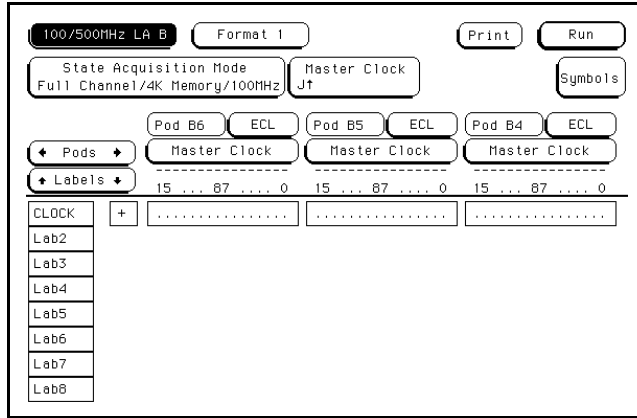 100/500MHz LA B Format 1 Print Run
State Acquisition Mode Master Clock
Full Channel/4K Memory/100MHz J↑ Symbols
Pod B6 ECL Pod B5 ECL Pod B4 ECL
← Pods → Master Clock Master Clock Master Clock
↑ Labels ↓
15 ... 87 .... 0 15 ... 87 .... 0 15 ... 87 .... 0
CLOCK + ................ ................ ................
Lab2
Lab3
Lab4
Lab5
Lab6
Lab7
Lab8